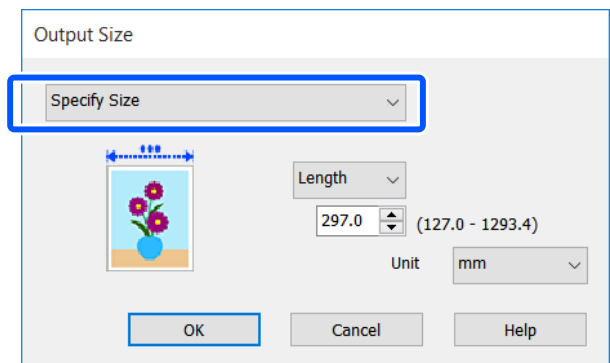 Output Size
Specify Size
Length
297.0 (127.0 - 1293.4)
Unit mm
OK Cancel Help